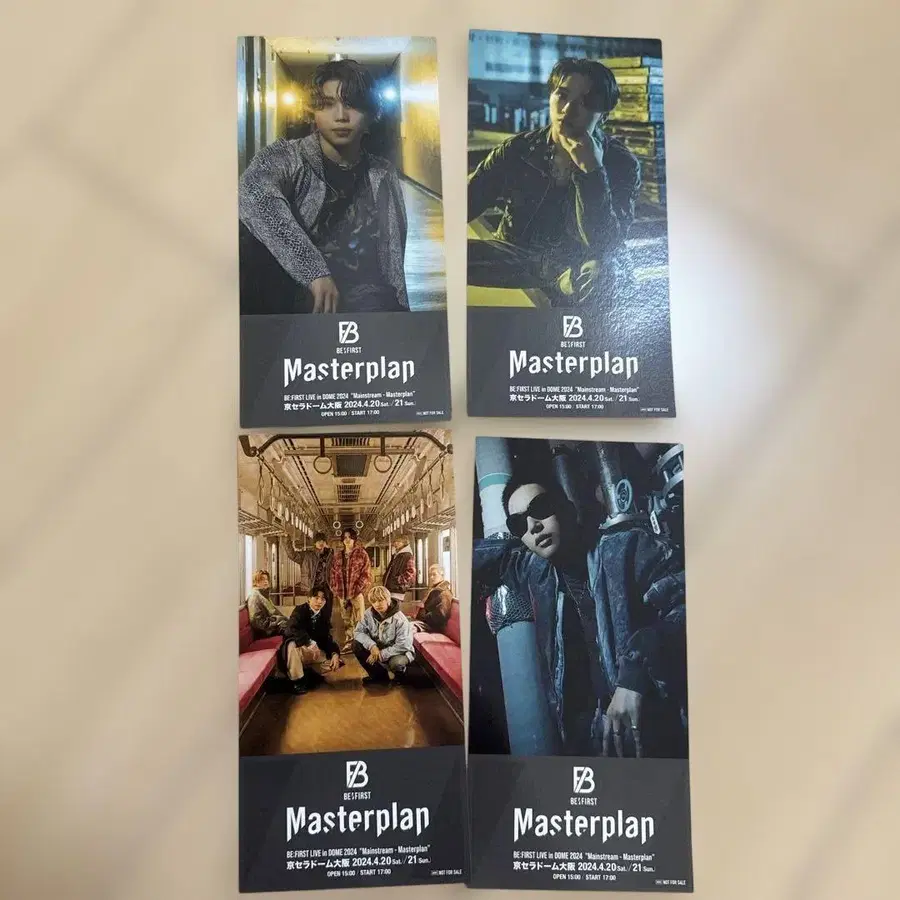 BE:FIRST
Masterplan
BE:FIRST LIVE in DOME 2024 "Mainstream - Masterplan"
京セラドーム大阪 2024.4.20 Sat. / 21 Sun.
OPEN 15:00 / START 17:00
NOT FOR SALE
BE:FIRST
Masterplan
BE:FIRST LIVE in DOME 2024 "Mainstream - Masterplan"
京セラドーム大阪 2024.4.20 Sat. / 21 Sun.
OPEN 15:00 / START 17:00
NOT FOR SALE
BE:FIRST
Masterplan
BE:FIRST LIVE in DOME 2024 "Mainstream - Masterplan"
京セラドーム大阪 2024.4.20 Sat. / 21 Sun.
OPEN 15:00 / START 17:00
NOT FOR SALE
BE:FIRST
Masterplan
BE:FIRST LIVE in DOME 2024 "Mainstream - Masterplan"
京セラドーム大阪 2024.4.20 Sat. / 21 Sun.
OPEN 15:00 / START 17:00
NOT FOR SALE